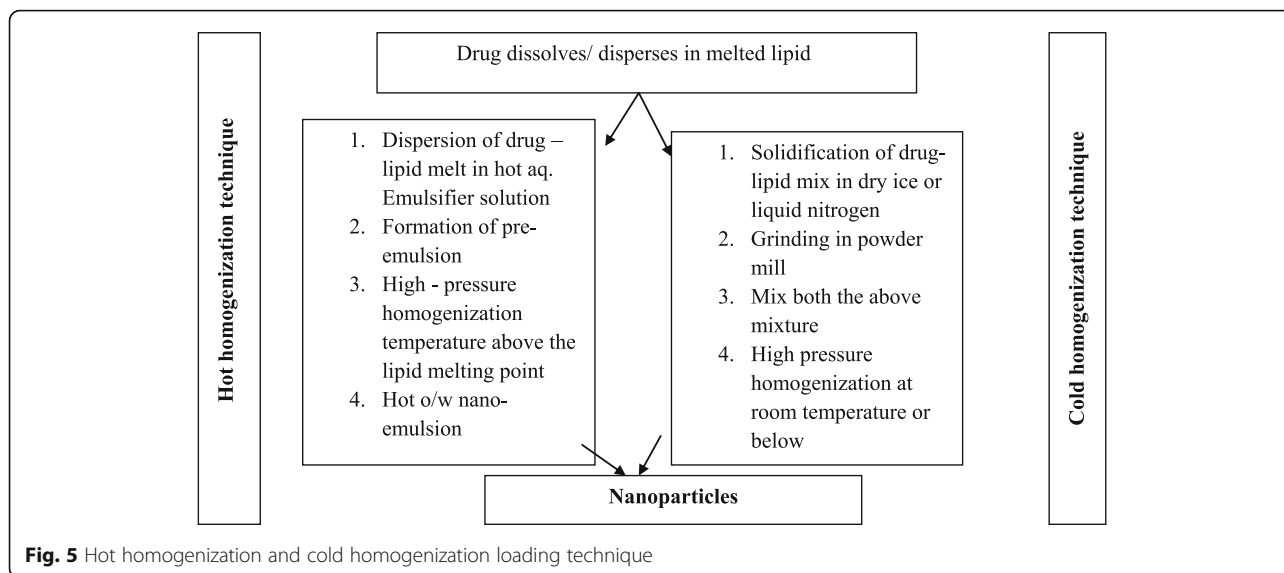 Drug dissolves/ disperses in melted lipid
Hot homogenization technique
1. Dispersion of drug –
lipid melt in hot aq.
Emulsifier solution
2. Formation of pre-
emulsion
3. High - pressure
homogenization
temperature above the
lipid melting point
4. Hot o/w nano-
emulsion
1. Solidification of drug-
lipid mix in dry ice or
liquid nitrogen
2. Grinding in powder
mill
3. Mix both the above
mixture
4. High pressure
homogenization at
room temperature or
below
Cold homogenization technique
Nanoparticles
Fig. 5 Hot homogenization and cold homogenization loading technique